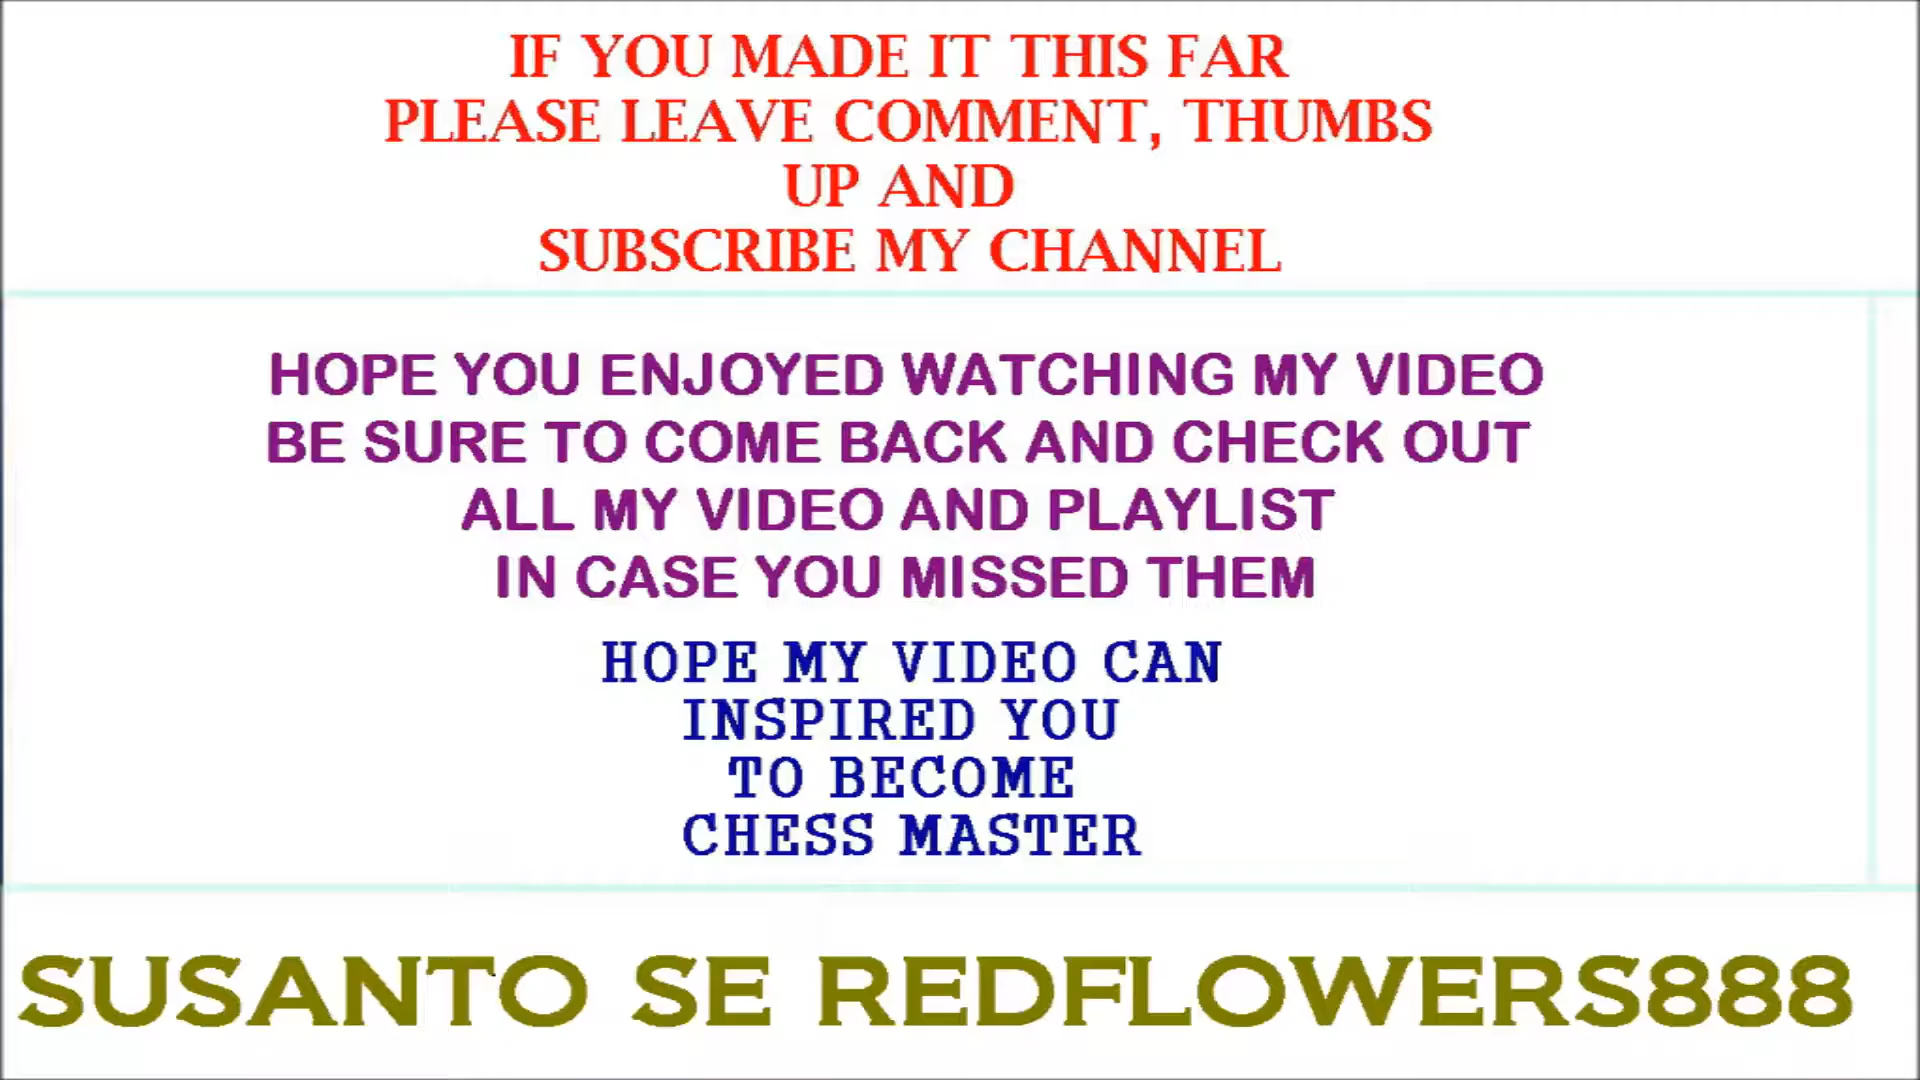 IF YOU MADE IT THIS FAR
PLEASE LEAVE COMMENT, THUMBS
UP AND
SUBSCRIBE MY CHANNEL
HOPE YOU ENJOYED WATCHING MY VIDEO
BE SURE TO COME BACK AND CHECK OUT
ALL MY VIDEO AND PLAYLIST
IN CASE YOU MISSED THEM
HOPE MY VIDEO CAN
INSPIRED YOU
TO BECOME
CHESS MASTER
SUSANTO SE REDFLOWERS888